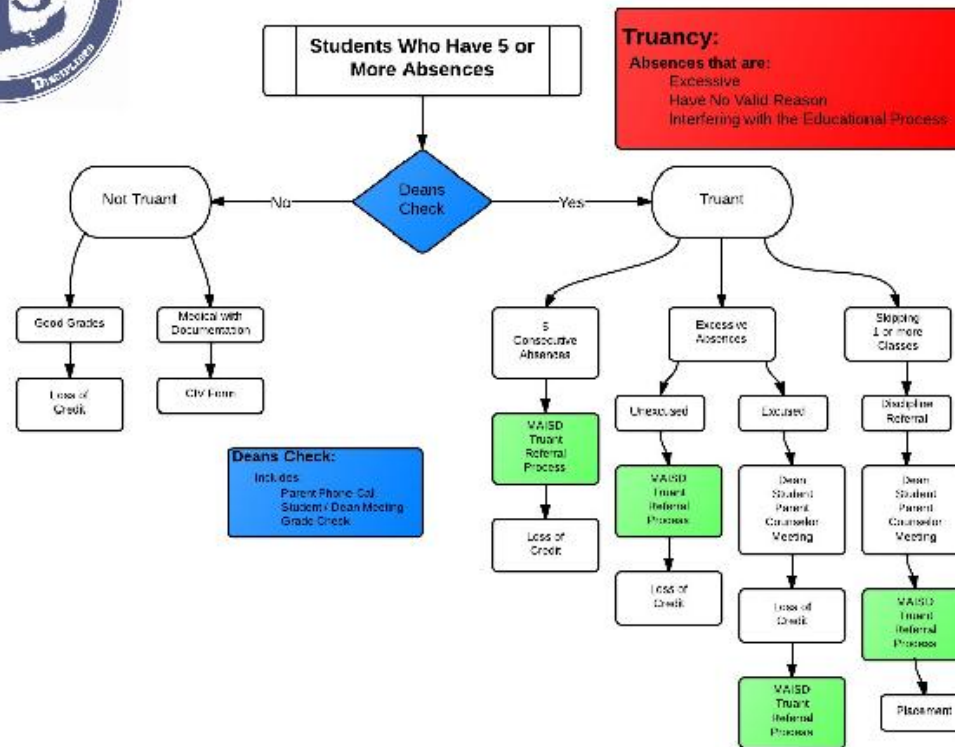 DISCIPLINED
Students Who Have 5 or
More Absences
Truancy:
Absences that are:
Excessive
Have No Valid Reason
Interfering with the Educational Process
Deans
Check
No
Yes
Not Truant
Truant
Good Grades
Medical with
Documentation
5
Consecutive
Absences
Excessive
Absences
Skipping
1 or more
Classes
Loss of
Credit
CIV Form
Unexcused
Excused
Discipline
Referral
MAISD
Truant
Referral
Process
MAISD
Truant
Referral
Process
Dean
Student
Parent
Counselor
Meeting
Dean
Student
Parent
Counselor
Meeting
Deans Check:
Includes
Parent Phone Call
Student / Dean Meeting
Grade Check
Loss of
Credit
Loss of
Credit
Loss of
Credit
MAISD
Truant
Referral
Process
MAISD
Truant
Referral
Process
Placement